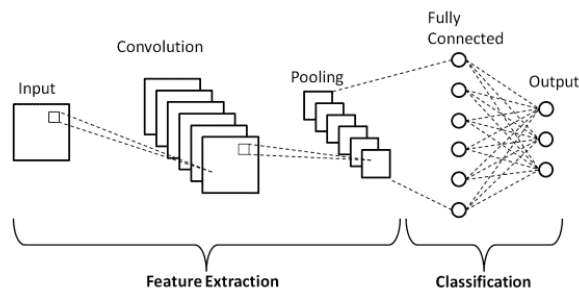 Input
Convolution
Pooling
Fully
Connected
Output
Feature Extraction
Classification